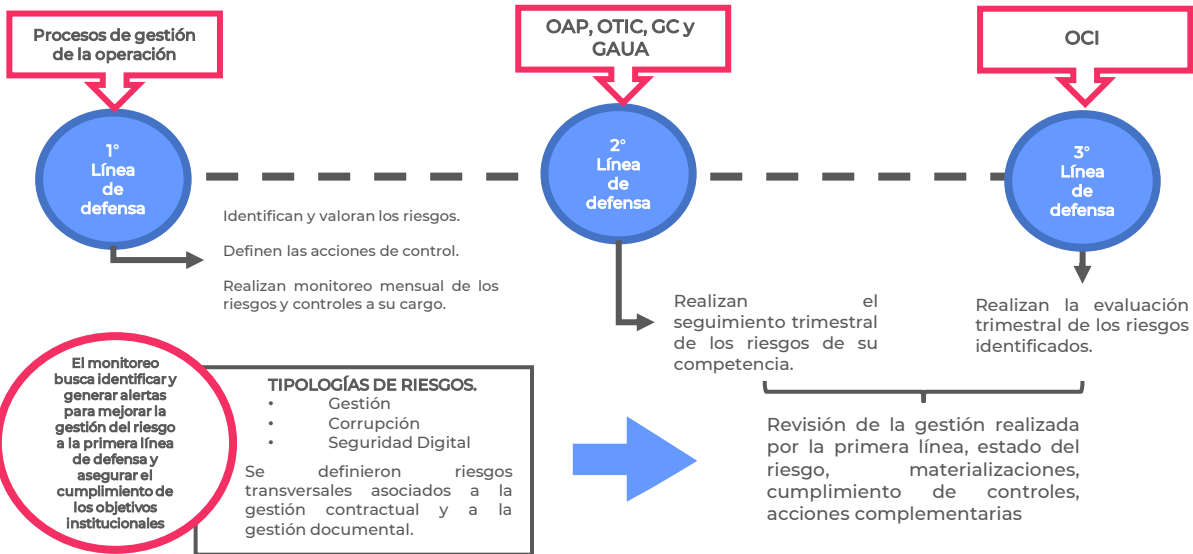 Procesos de gestión
de la operación
OAP, OTIC, GC y
GAUA
OCI
1°
Línea
de
defensa
2°
Línea
de
defensa
3°
Línea
de
defensa
Identifican y valoran los riesgos.
Definen las acciones de control.
Realizan monitoreo mensual de los
riesgos y controles a su cargo.
Realizan el
seguimiento trimestral
de los riesgos de su
competencia.
Realizan la evaluación
trimestral de los riesgos
identificados.
El monitoreo
busca identificar y
generar alertas
para mejorar la
gestión del riesgo
a la primera línea
de defensa y
asegurar el
cumplimiento de
los objetivos
institucionales
TIPOLOGÍAS DE RIESGOS.
• Gestión
• Corrupción
• Seguridad Digital
Se definieron riesgos
transversales asociados a la
gestión contractual y a la
gestión documental.
Revisión de la gestión realizada
por la primera línea, estado del
riesgo, materializaciones,
cumplimiento de controles,
acciones complementarias